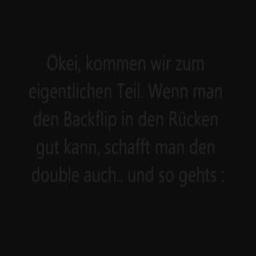 Okei, kommen wir zum
eigentlichen Teil. Wenn man
den Backflip in den Rücken
gut kann, schafft man den
double auch.. und so gehts :